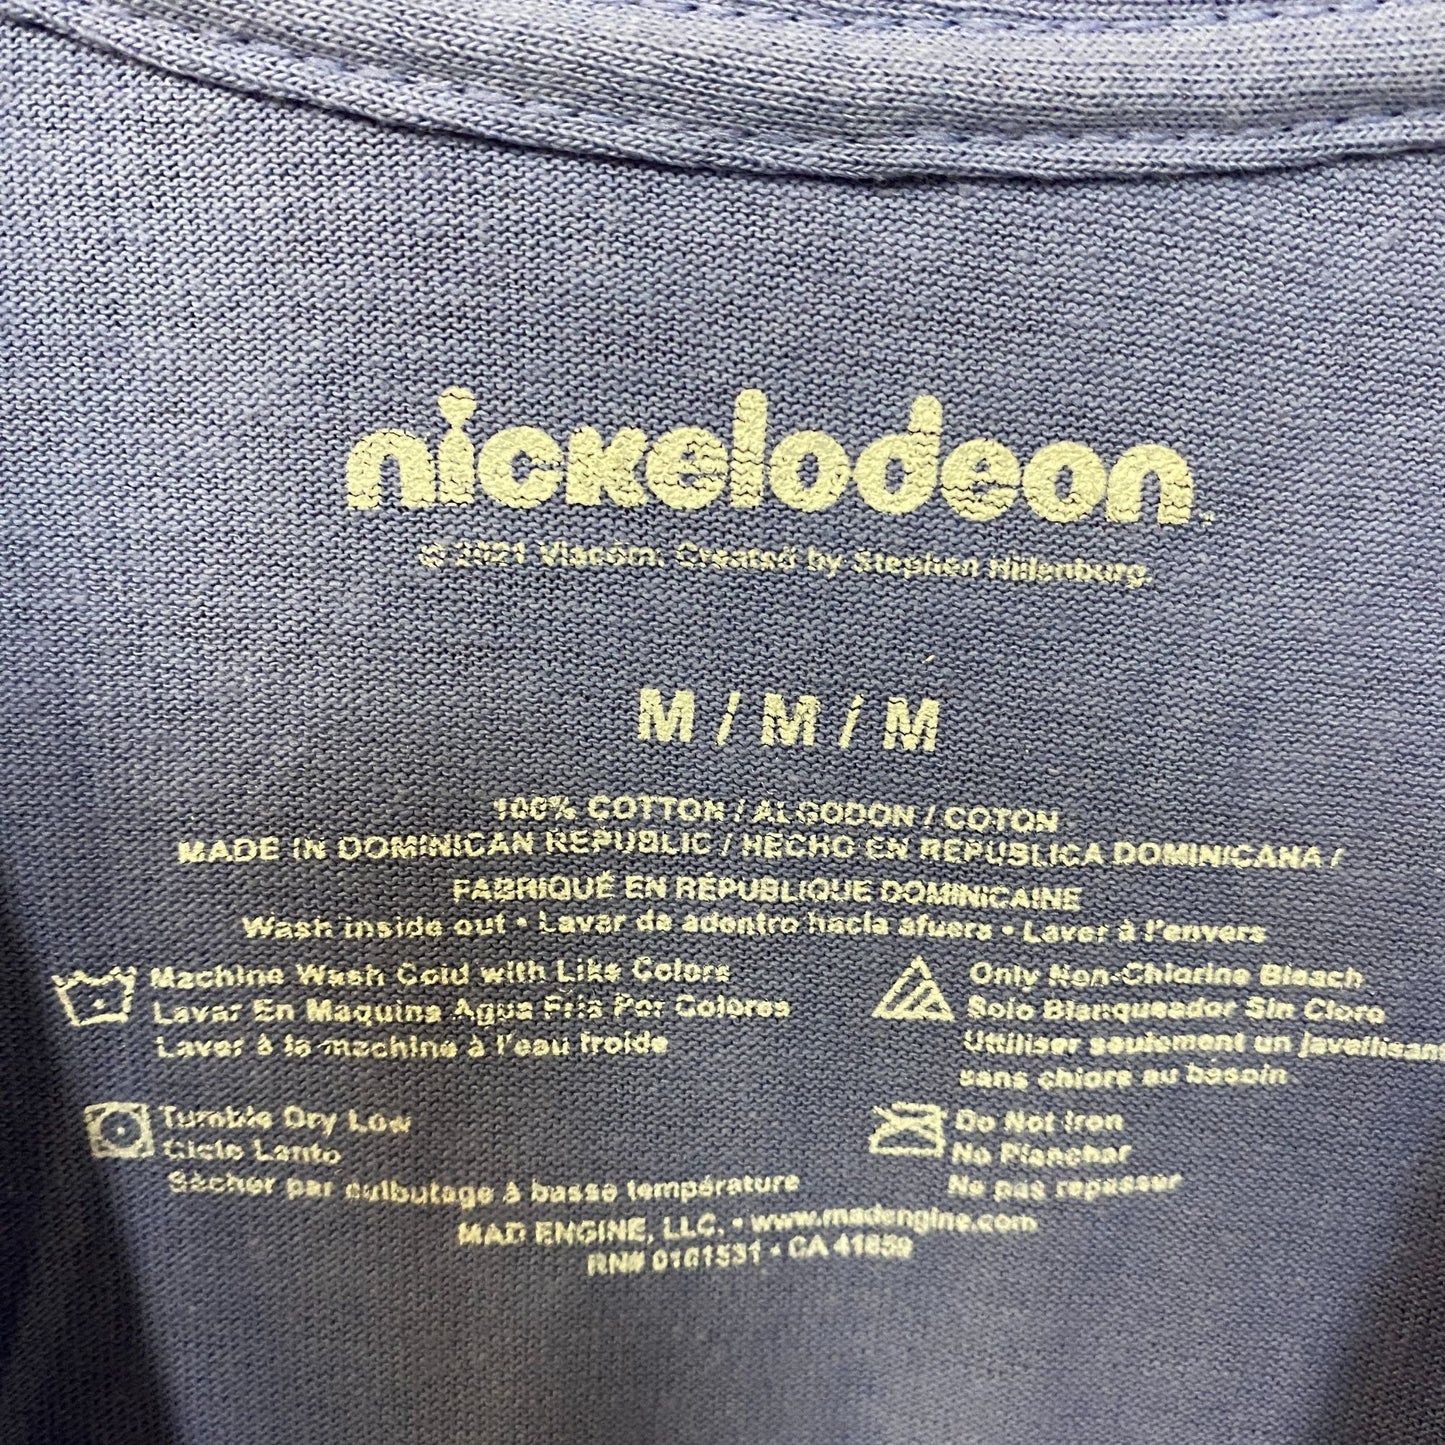 nickelodeon™
© 2021 Viacom. Created by Stephen Hillenburg.
M / M / M
100% COTTON / ALGODON / COTON
MADE IN DOMINICAN REPUBLIC / HECHO EN REPUBLICA DOMINICANA /
FABRIQUÉ EN RÉPUBLIQUE DOMINICAINE
Wash inside out • Lavar de adentro hacia afuera • Laver à l'envers
Machine Wash Cold with Like Colors
Lavar En Maquina Agua Fria Por Colores
Laver à la machine à l'eau froide
Only Non-Chlorine Bleach
Solo Blanqueador Sin Cloro
Uttiliser seulement un javellisant
sans chlore au besoin
Tumble Dry Low
Ciclo Lento
Sécher par culbutage à basse température
Do Not Iron
No Planchar
Ne pas repasser
MAD ENGINE, LLC. • www.madengine.com
RN# 0101531 • CA 41859